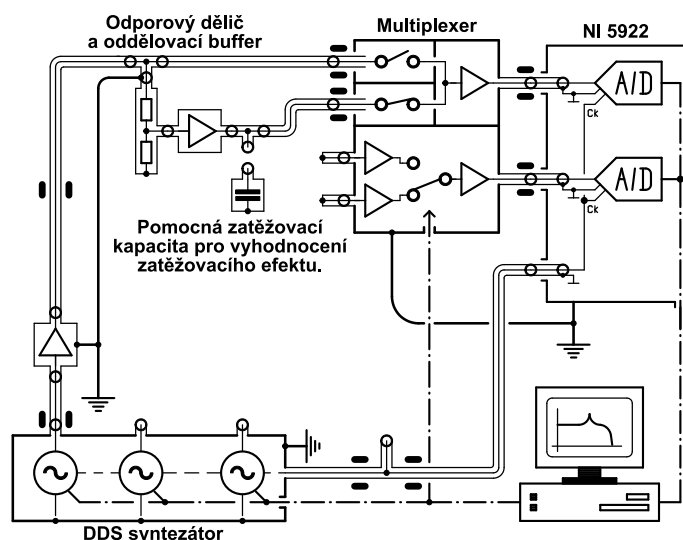 Odporový dělič
a oddělovací buffer
Multiplexer
NI 5922
A/D
Ck
A/D
Ck
Pomocná zatěžovací
kapacita pro vyhodnocení
zatěžovacího efektu.
DDS syntezátor